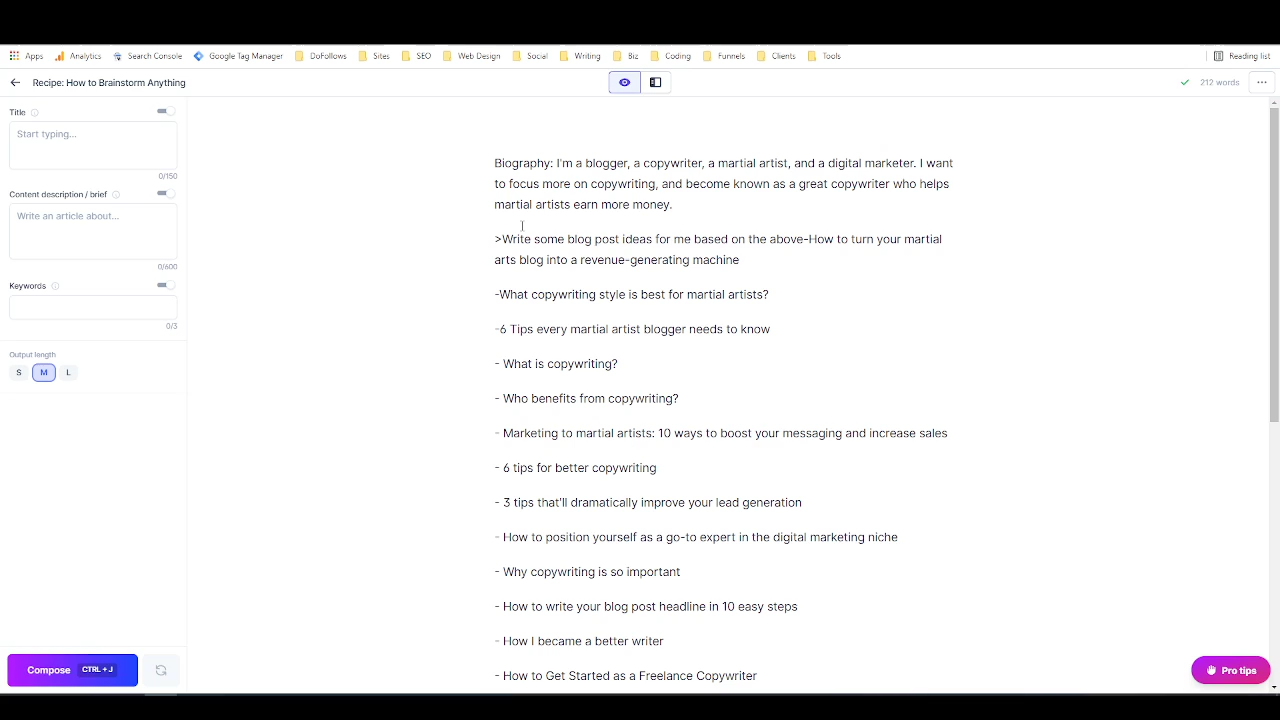 Apps Analytics Search Console Google Tag Manager DoFollows Sites SEO Web Design Social Writing Biz Coding Funnels Clients Tools Reading list
Recipe: How to Brainstorm Anything
212 words
Title
Start typing...
0/150
Content description / brief
Write an article about...
0/600
Keywords
0/3
Output length
S M L
Compose CTRL + J
Biography: I'm a blogger, a copywriter, a martial artist, and a digital marketer. I want
to focus more on copywriting, and become known as a great copywriter who helps
martial artists earn more money.
>Write some blog post ideas for me based on the above-How to turn your martial
arts blog into a revenue-generating machine
-What copywriting style is best for martial artists?
-6 Tips every martial artist blogger needs to know
- What is copywriting?
- Who benefits from copywriting?
- Marketing to martial artists: 10 ways to boost your messaging and increase sales
- 6 tips for better copywriting
- 3 tips that'll dramatically improve your lead generation
- How to position yourself as a go-to expert in the digital marketing niche
- Why copywriting is so important
- How to write your blog post headline in 10 easy steps
- How I became a better writer
- How to Get Started as a Freelance Copywriter
Pro tips